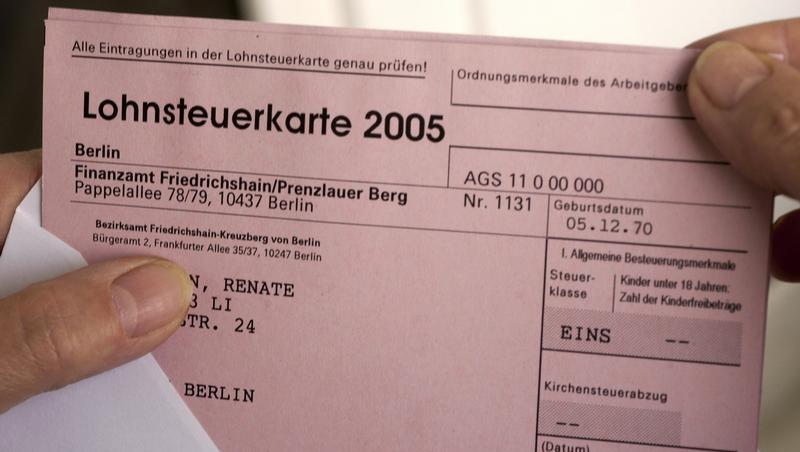 Alle Eintragungen in der Lohnsteuerkarte genau prüfen!
Ordnungsmerkmale des Arbeitgeber
Lohnsteuerkarte 2005
Berlin
Finanzamt Friedrichshain/Prenzlauer Berg
Pappelallee 78/79, 10437 Berlin
AGS 11 0 00 000
Nr. 1131
Geburtsdatum
05.12.70
Bezirksamt Friedrichshain-Kreuzberg von Berlin
Bürgeramt 2, Frankfurter Allee 35/37, 10247 Berlin
N, RENATE
3 LI
STR. 24
BERLIN
I. Allgemeine Besteuerungsmerkmale
Steuer-
klasse
Kinder unter 18 Jahren:
Zahl der Kinderfreibeträge
EINS --
Kirchensteuerabzug
--
(Datum)